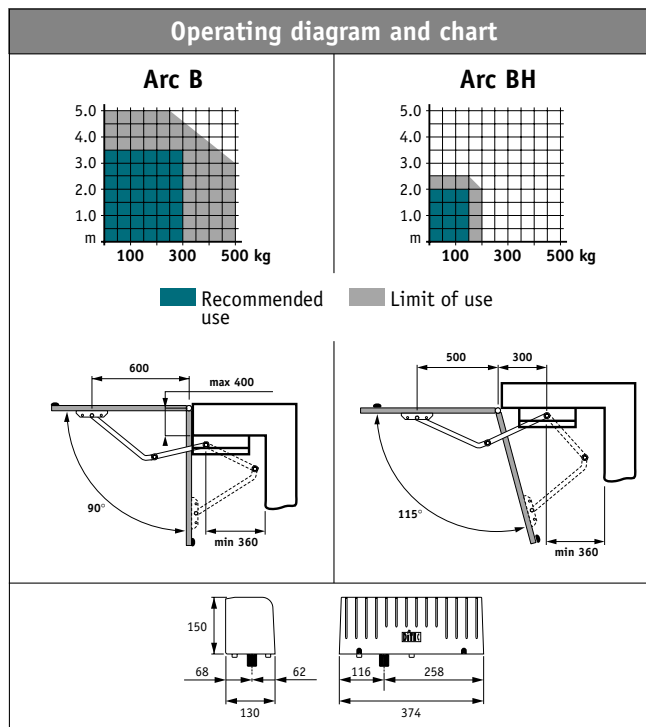 Operating diagram and chart
Arc B
5.0
4.0
3.0
2.0
1.0
m
100 300 500 kg
Arc BH
5.0
4.0
3.0
2.0
1.0
m
100 300 500 kg
Recommended
use
Limit of use
600
max 400
90°
min 360
500 300
115°
min 360
150
68 62
130
116 258
374